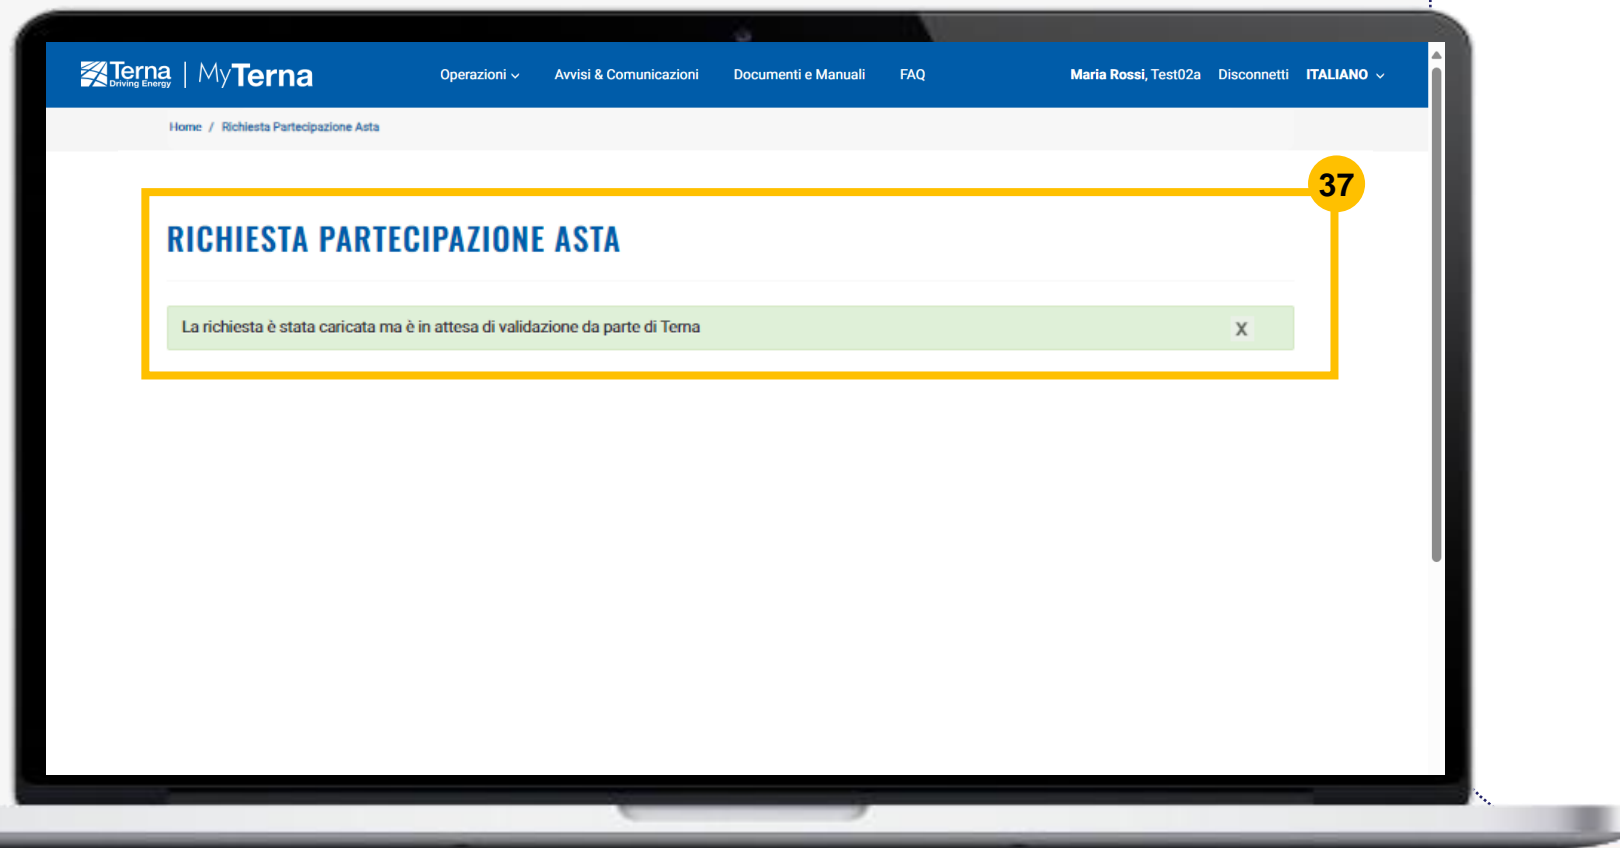 Terna
Driving Energy
MyTerna
Operazioni
Avvisi & Comunicazioni
Documenti e Manuali
FAQ
Maria Rossi, Test02a
Disconnetti
ITALIANO
Home / Richiesta Partecipazione Asta
37
RICHIESTA PARTECIPAZIONE ASTA
La richiesta è stata caricata ma è in attesa di validazione da parte di Terna
X